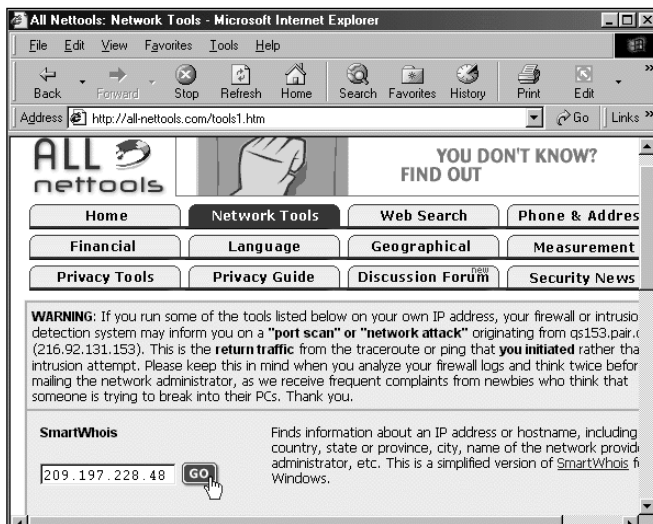 All Nettools: Network Tools - Microsoft Internet Explorer
File Edit View Favorites Tools Help
Back Forward Stop Refresh Home Search Favorites History Print Edit
Address http://all-nettools.com/tools1.htm Go Links
ALL
nettools
YOU DON'T KNOW?
FIND OUT
Home Network Tools Web Search Phone & Addres
Financial Language Geographical Measurement
Privacy Tools Privacy Guide Discussion Forum new Security News
WARNING: If you run some of the tools listed below on your own IP address, your firewall or intrusio
detection system may inform you on a "port scan" or "network attack" originating from qs153.pair.c
(216.92.131.153). This is the return traffic from the traceroute or ping that you initiated rather tha
intrusion attempt. Please keep this in mind when you analyze your firewall logs and think twice befor
mailing the network administrator, as we receive frequent complaints from newbies who think that
someone is trying to break into their PCs. Thank you.
SmartWhois
Finds information about an IP address or hostname, including
country, state or province, city, name of the network provide
administrator, etc. This is a simplified version of SmartWhois f
Windows.
209.197.228.48 GO